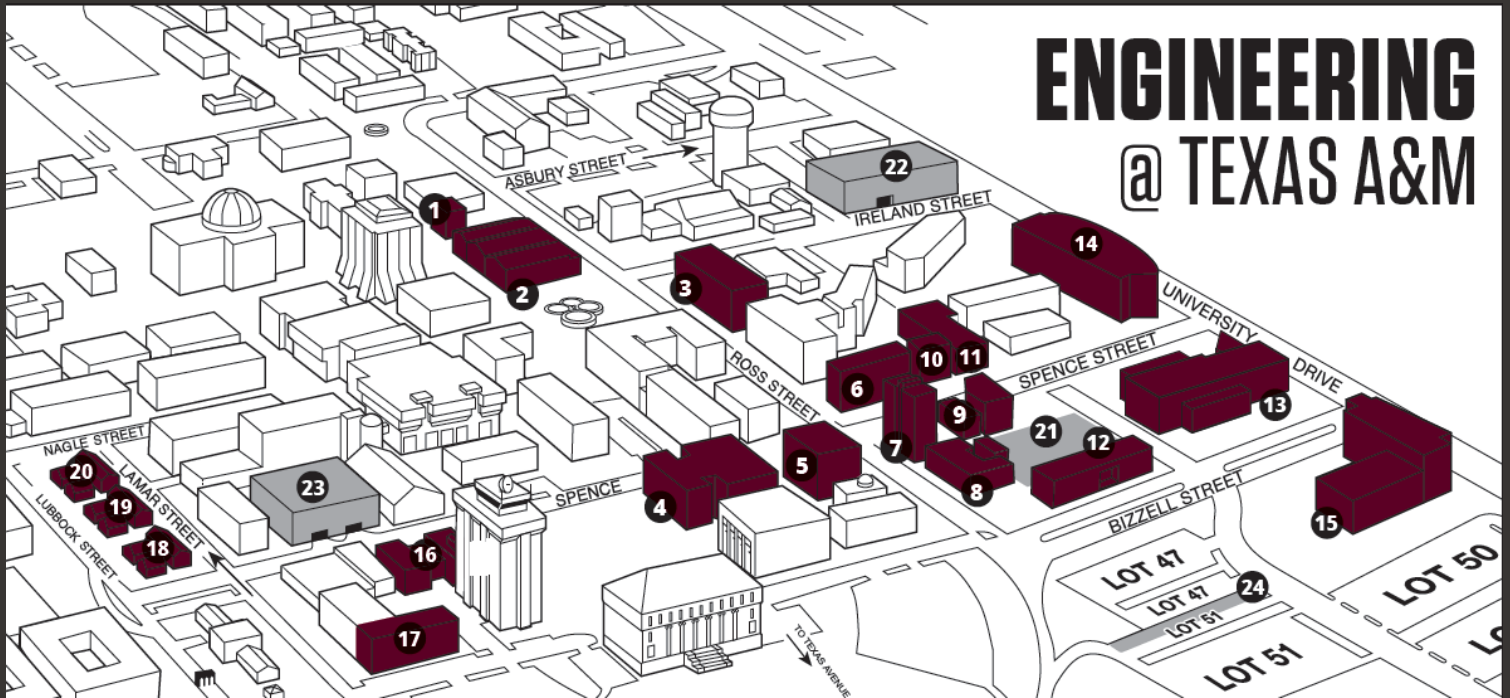 ENGINEERING
@ TEXAS A&M
ASBURY STREET
22
IRELAND STREET
1
14
2
3
UNIVERSITY
DRIVE
ROSS STREET
10
11
SPENCE STREET
6
9
13
7
21
12
NAGLE STREET
20
LAMAR STREET
23
5
4
SPENCE
8
BIZZELL STREET
15
19
LUBBOCK STREET
18
16
LOT 47
LOT 50
LOT 47
24
LOT 51
17
TO TEXAS AVENUE
LOT 51